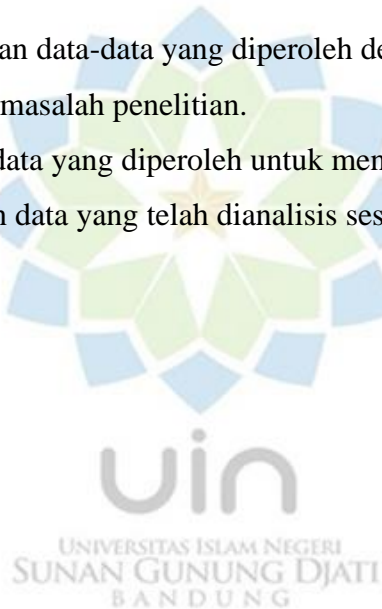 an data-data yang diperoleh de
masalah penelitian.
data yang diperoleh untuk men
n data yang telah dianalisis ses
uin
UNIVERSITAS ISLAM NEGERI
SUNAN GUNUNG DJATI
BANDUNG